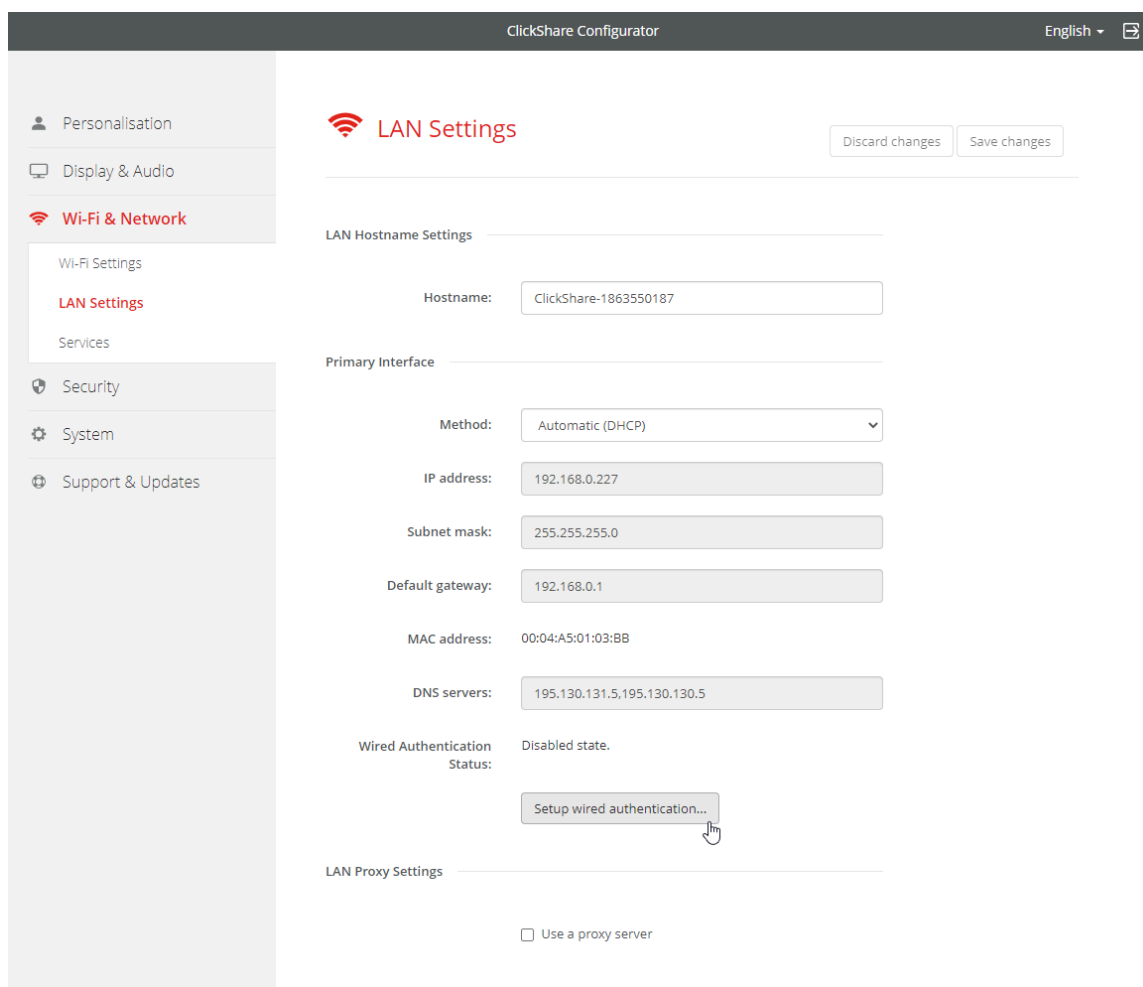 ClickShare Configurator
English
Personalisation
Display & Audio
Wi-Fi & Network
Wi-Fi Settings
LAN Settings
Services
Security
System
Support & Updates
LAN Settings
Discard changes
Save changes
LAN Hostname Settings
Hostname:
ClickShare-1863550187
Primary Interface
Method:
Automatic (DHCP)
IP address:
192.168.0.227
Subnet mask:
255.255.255.0
Default gateway:
192.168.0.1
MAC address:
00:04:A5:01:03:BB
DNS servers:
195.130.131.5,195.130.130.5
Wired Authentication
Status:
Disabled state.
Setup wired authentication...
LAN Proxy Settings
Use a proxy server